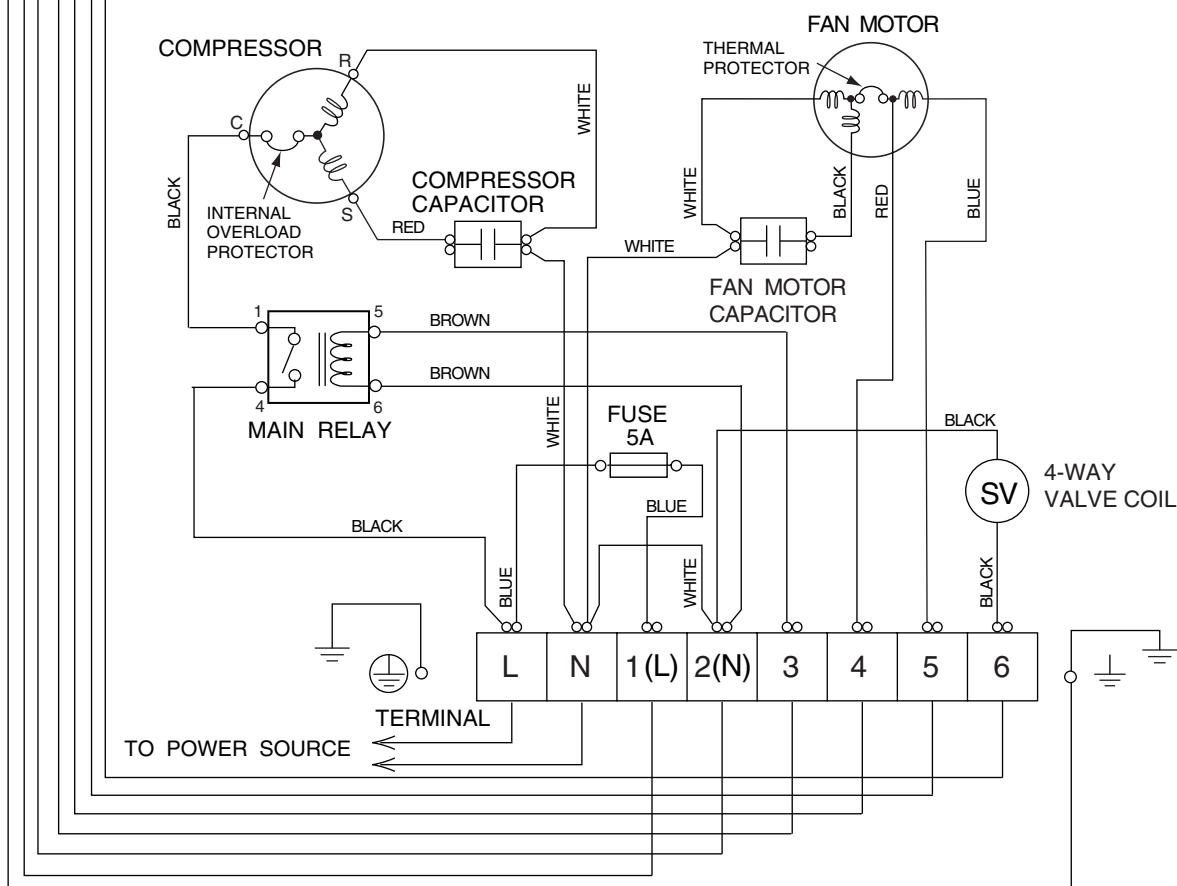 FAN MOTOR
COMPRESSOR
THERMAL
PROTECTOR
R
WHITE
C
BLACK
INTERNAL
OVERLOAD
PROTECTOR
S
RED
COMPRESSOR
CAPACITOR
WHITE
BLACK
RED
BLUE
WHITE
FAN MOTOR
CAPACITOR
1
5
BROWN
BROWN
4
6
MAIN RELAY
WHITE
FUSE
5A
BLACK
SV
4-WAY
VALVE COIL
BLUE
BLACK
BLUE
WHITE
BLACK
L
N
1(L)
2(N)
3
4
5
6
TERMINAL
TO POWER SOURCE